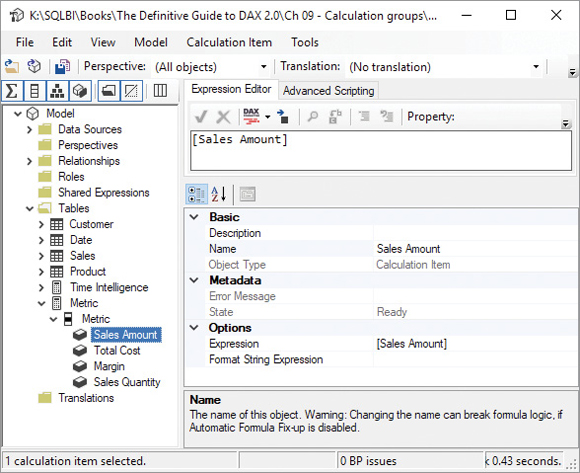 K:\SQLBI\Books\The Definitive Guide to DAX 2.0\Ch 09 - Calculation groups\...
File Edit View Model Calculation Item Tools
Perspective: (All objects) Translation: (No translation)
Expression Editor Advanced Scripting
DAX Property:
[Sales Amount]
Model
Data Sources
Perspectives
Relationships
Roles
Shared Expressions
Tables
Customer
Date
Sales
Product
Time Intelligence
Metric
Metric
Sales Amount
Total Cost
Margin
Sales Quantity
Translations
Basic
Description
Name Sales Amount
Object Type Calculation Item
Metadata
Error Message
State Ready
Options
Expression [Sales Amount]
Format String Expression
Name
The name of this object. Warning: Changing the name can break formula logic, if
Automatic Formula Fix-up is disabled.
1 calculation item selected. 0 BP issues 0.43 seconds.